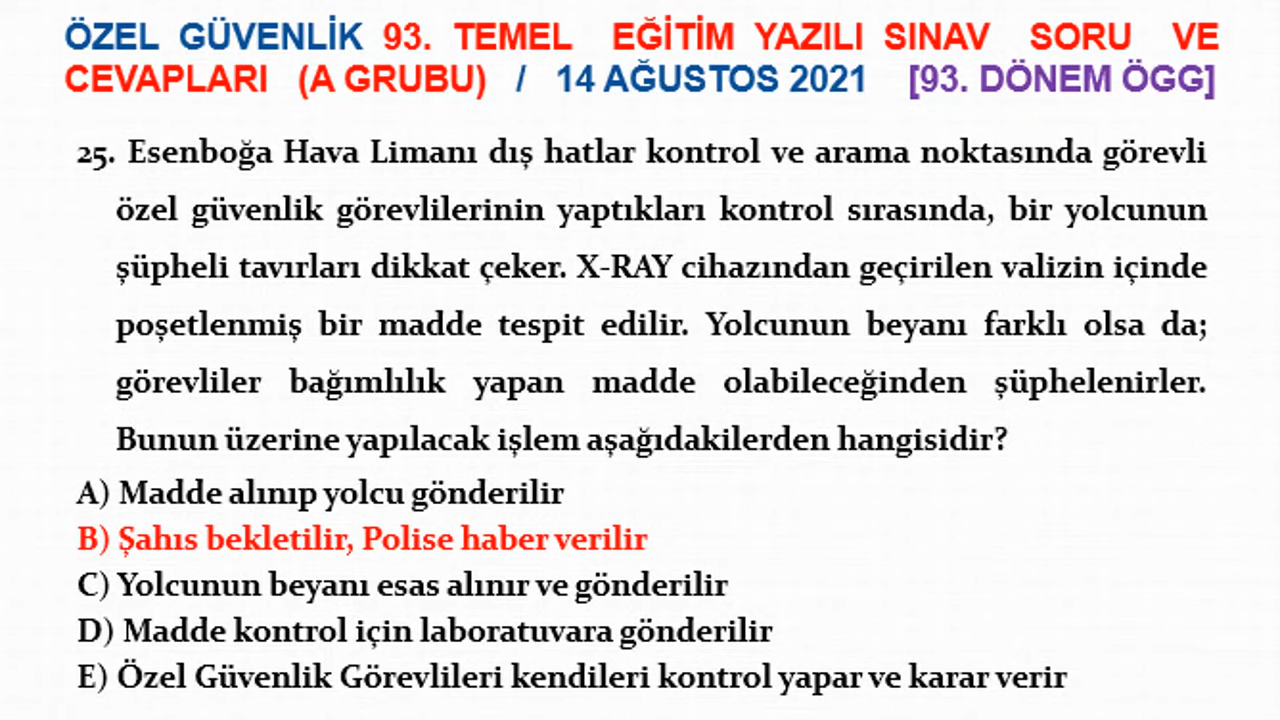 ÖZEL GÜVENLİK 93. TEMEL EĞİTİM YAZILI SINAV SORU VE
CEVAPLARI (A GRUBU) / 14 AĞUSTOS 2021 [93. DÖNEM ÖGG]
25. Esenboğa Hava Limanı dış hatlar kontrol ve arama noktasında görevli
özel güvenlik görevlilerinin yaptıkları kontrol sırasında, bir yolcunun
şüpheli tavırları dikkat çeker. X-RAY cihazından geçirilen valizin içinde
poşetlenmiş bir madde tespit edilir. Yolcunun beyanı farklı olsa da;
görevliler bağımlılık yapan madde olabileceğinden şüphelenirler.
Bunun üzerine yapılacak işlem aşağıdakilerden hangisidir?
A) Madde alınıp yolcu gönderilir
B) Şahıs bekletilir, Polise haber verilir
C) Yolcunun beyanı esas alınır ve gönderilir
D) Madde kontrol için laboratuvara gönderilir
E) Özel Güvenlik Görevlileri kendileri kontrol yapar ve karar verir